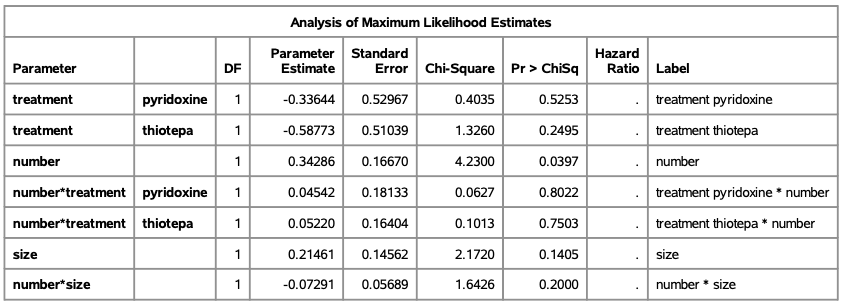 Analysis of Maximum Likelihood Estimates
Parameter DF Parameter Estimate Standard Error Chi-Square Pr > ChiSq Hazard Ratio Label
treatment pyridoxine 1 -0.33644 0.52967 0.4035 0.5253 . treatment pyridoxine
treatment thiotepa 1 -0.58773 0.51039 1.3260 0.2495 . treatment thiotepa
number 1 0.34286 0.16670 4.2300 0.0397 . number
number*treatment pyridoxine 1 0.04542 0.18133 0.0627 0.8022 . treatment pyridoxine * number
number*treatment thiotepa 1 0.05220 0.16404 0.1013 0.7503 . treatment thiotepa * number
size 1 0.21461 0.14562 2.1720 0.1405 . size
number*size 1 -0.07291 0.05689 1.6426 0.2000 . number * size